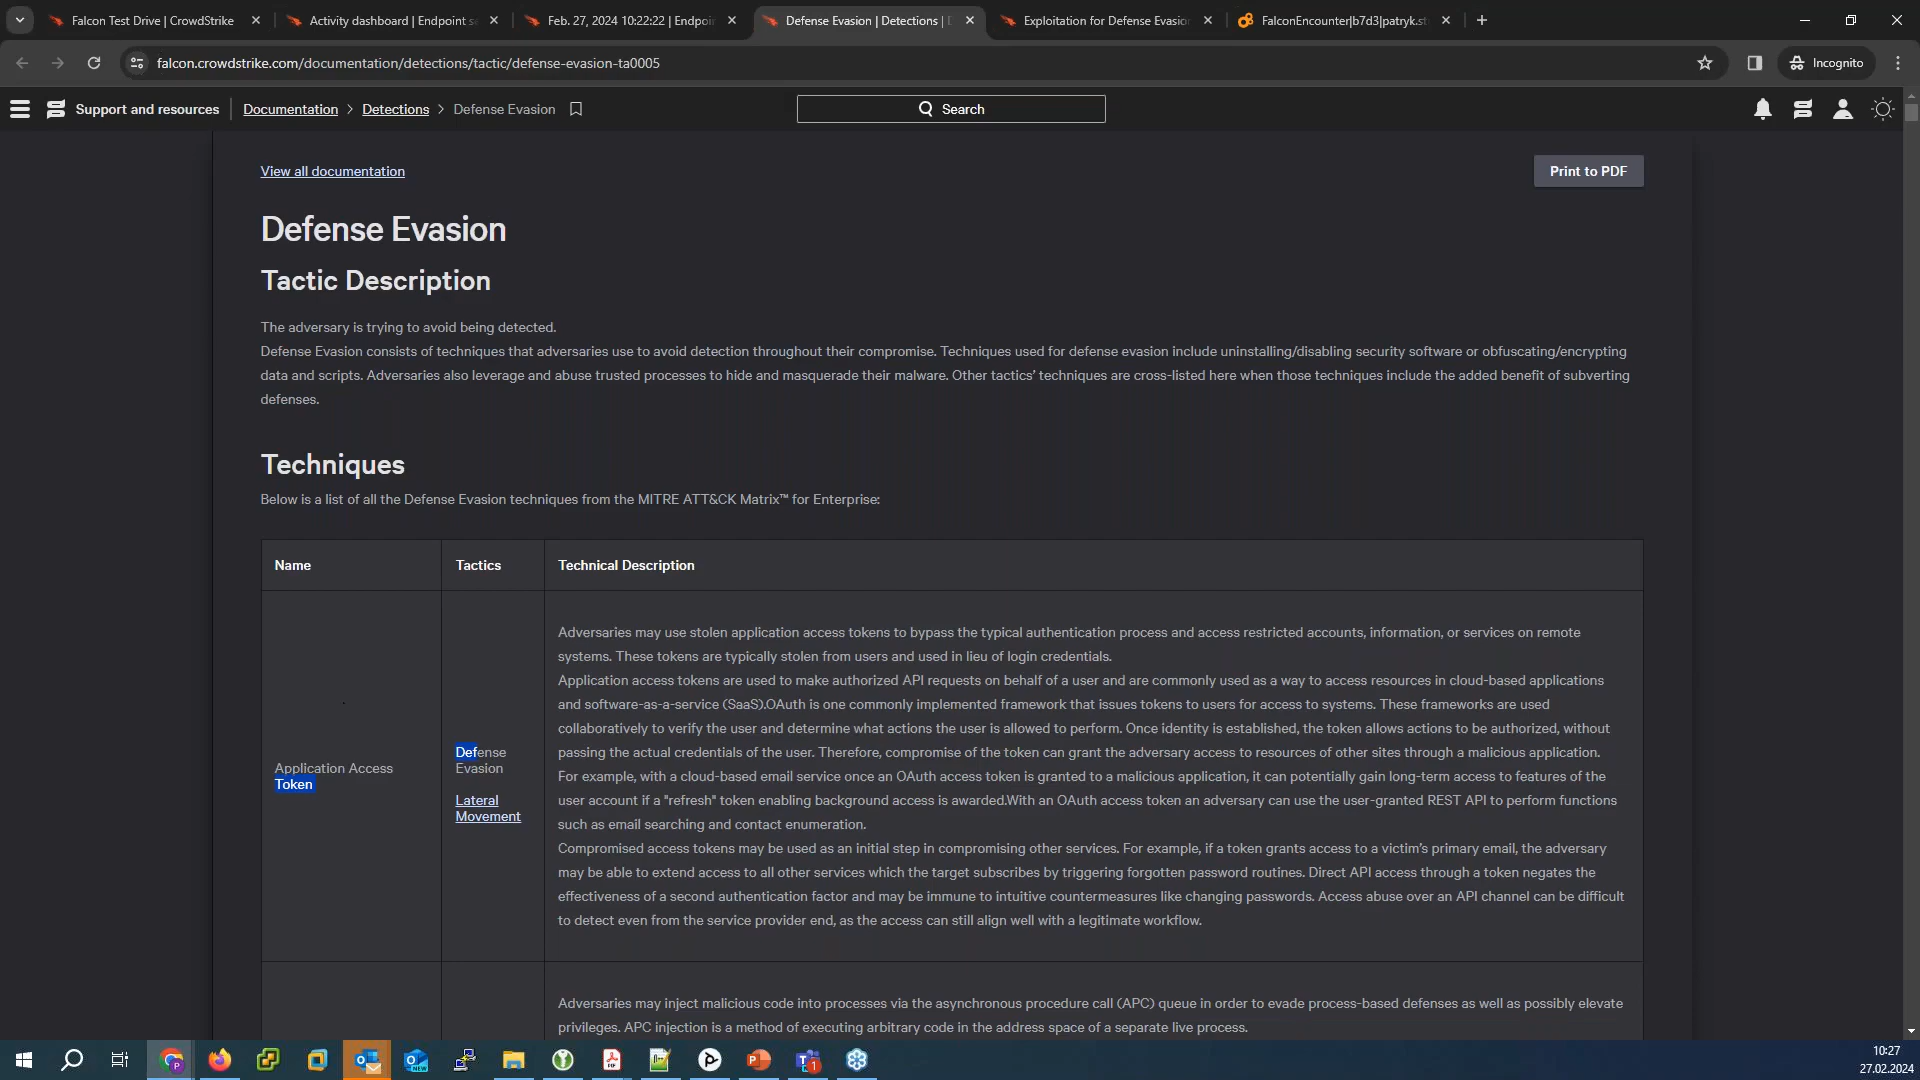 Falcon Test Drive | CrowdStrike
Activity dashboard | Endpoint se
Feb. 27, 2024 10:22:22 | Endpoi
Defense Evasion | Detections |
Exploitation for Defense Evasio
FalconEncounter|b7d3|patryk.st
falcon.crowdstrike.com/documentation/detections/tactic/defense-evasion-ta0005
Incognito
Support and resources
Documentation > Detections > Defense Evasion
Search
View all documentation
Print to PDF
Defense Evasion
Tactic Description
The adversary is trying to avoid being detected.
Defense Evasion consists of techniques that adversaries use to avoid detection throughout their compromise. Techniques used for defense evasion include uninstalling/disabling security software or obfuscating/encrypting
data and scripts. Adversaries also leverage and abuse trusted processes to hide and masquerade their malware. Other tactics’ techniques are cross-listed here when those techniques include the added benefit of subverting
defenses.
Techniques
Below is a list of all the Defense Evasion techniques from the MITRE ATT&CK Matrix™ for Enterprise:
Name
Tactics
Technical Description
Application Access
Token
Defense
Evasion
Lateral
Movement
Adversaries may use stolen application access tokens to bypass the typical authentication process and access restricted accounts, information, or services on remote
systems. These tokens are typically stolen from users and used in lieu of login credentials.
Application access tokens are used to make authorized API requests on behalf of a user and are commonly used as a way to access resources in cloud-based applications
and software-as-a-service (SaaS).OAuth is one commonly implemented framework that issues tokens to users for access to systems. These frameworks are used
collaboratively to verify the user and determine what actions the user is allowed to perform. Once identity is established, the token allows actions to be authorized, without
passing the actual credentials of the user. Therefore, compromise of the token can grant the adversary access to resources of other sites through a malicious application.
For example, with a cloud-based email service once an OAuth access token is granted to a malicious application, it can potentially gain long-term access to features of the
user account if a "refresh" token enabling background access is awarded.With an OAuth access token an adversary can use the user-granted REST API to perform functions
such as email searching and contact enumeration.
Compromised access tokens may be used as an initial step in compromising other services. For example, if a token grants access to a victim’s primary email, the adversary
may be able to extend access to all other services which the target subscribes by triggering forgotten password routines. Direct API access through a token negates the
effectiveness of a second authentication factor and may be immune to intuitive countermeasures like changing passwords. Access abuse over an API channel can be difficult
to detect even from the service provider end, as the access can still align well with a legitimate workflow.
Adversaries may inject malicious code into processes via the asynchronous procedure call (APC) queue in order to evade process-based defenses as well as possibly elevate
privileges. APC injection is a method of executing arbitrary code in the address space of a separate live process.
10:27
27.02.2024